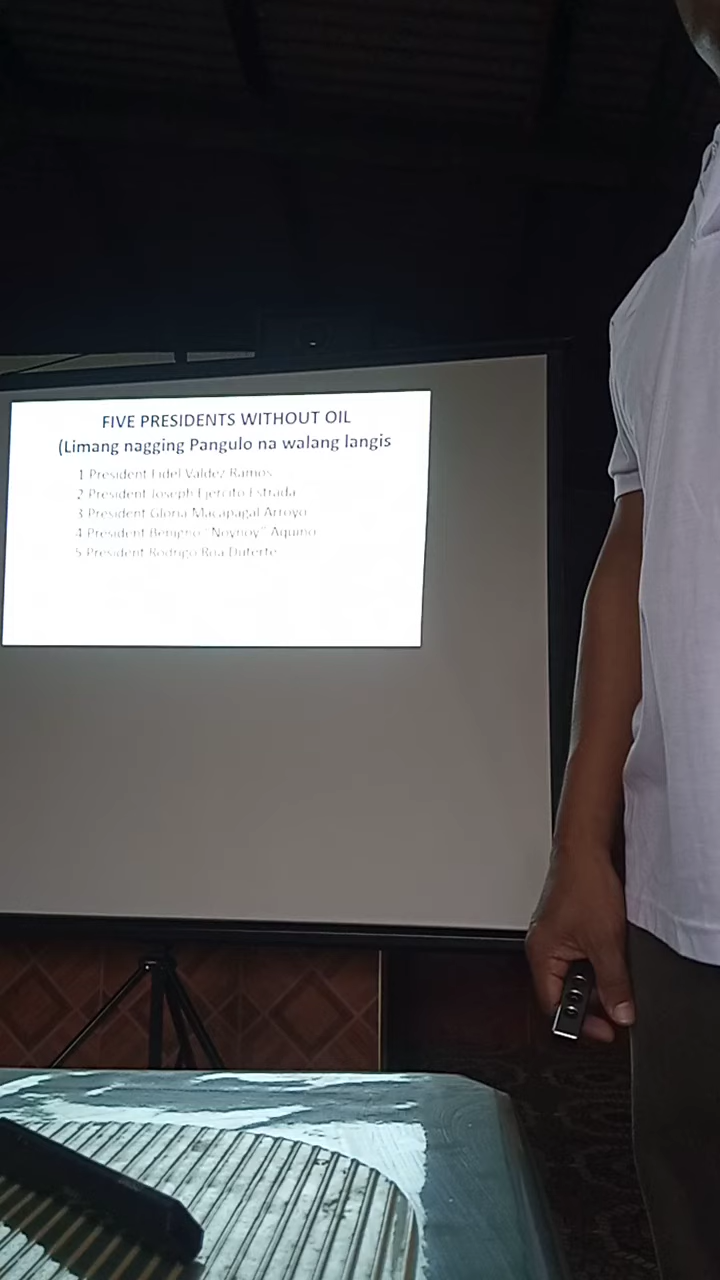 FIVE PRESIDENTS WITHOUT OIL
(Limang nagging Pangulo na walang langis
1 President Fidel Valdez Ramos
2 President Joseph Ejercito Estrada
3 President Gloria Macapagal Arroyo
4 President Benigno "Noynoy" Aquino
5 President Rodrigo Roa Duterte